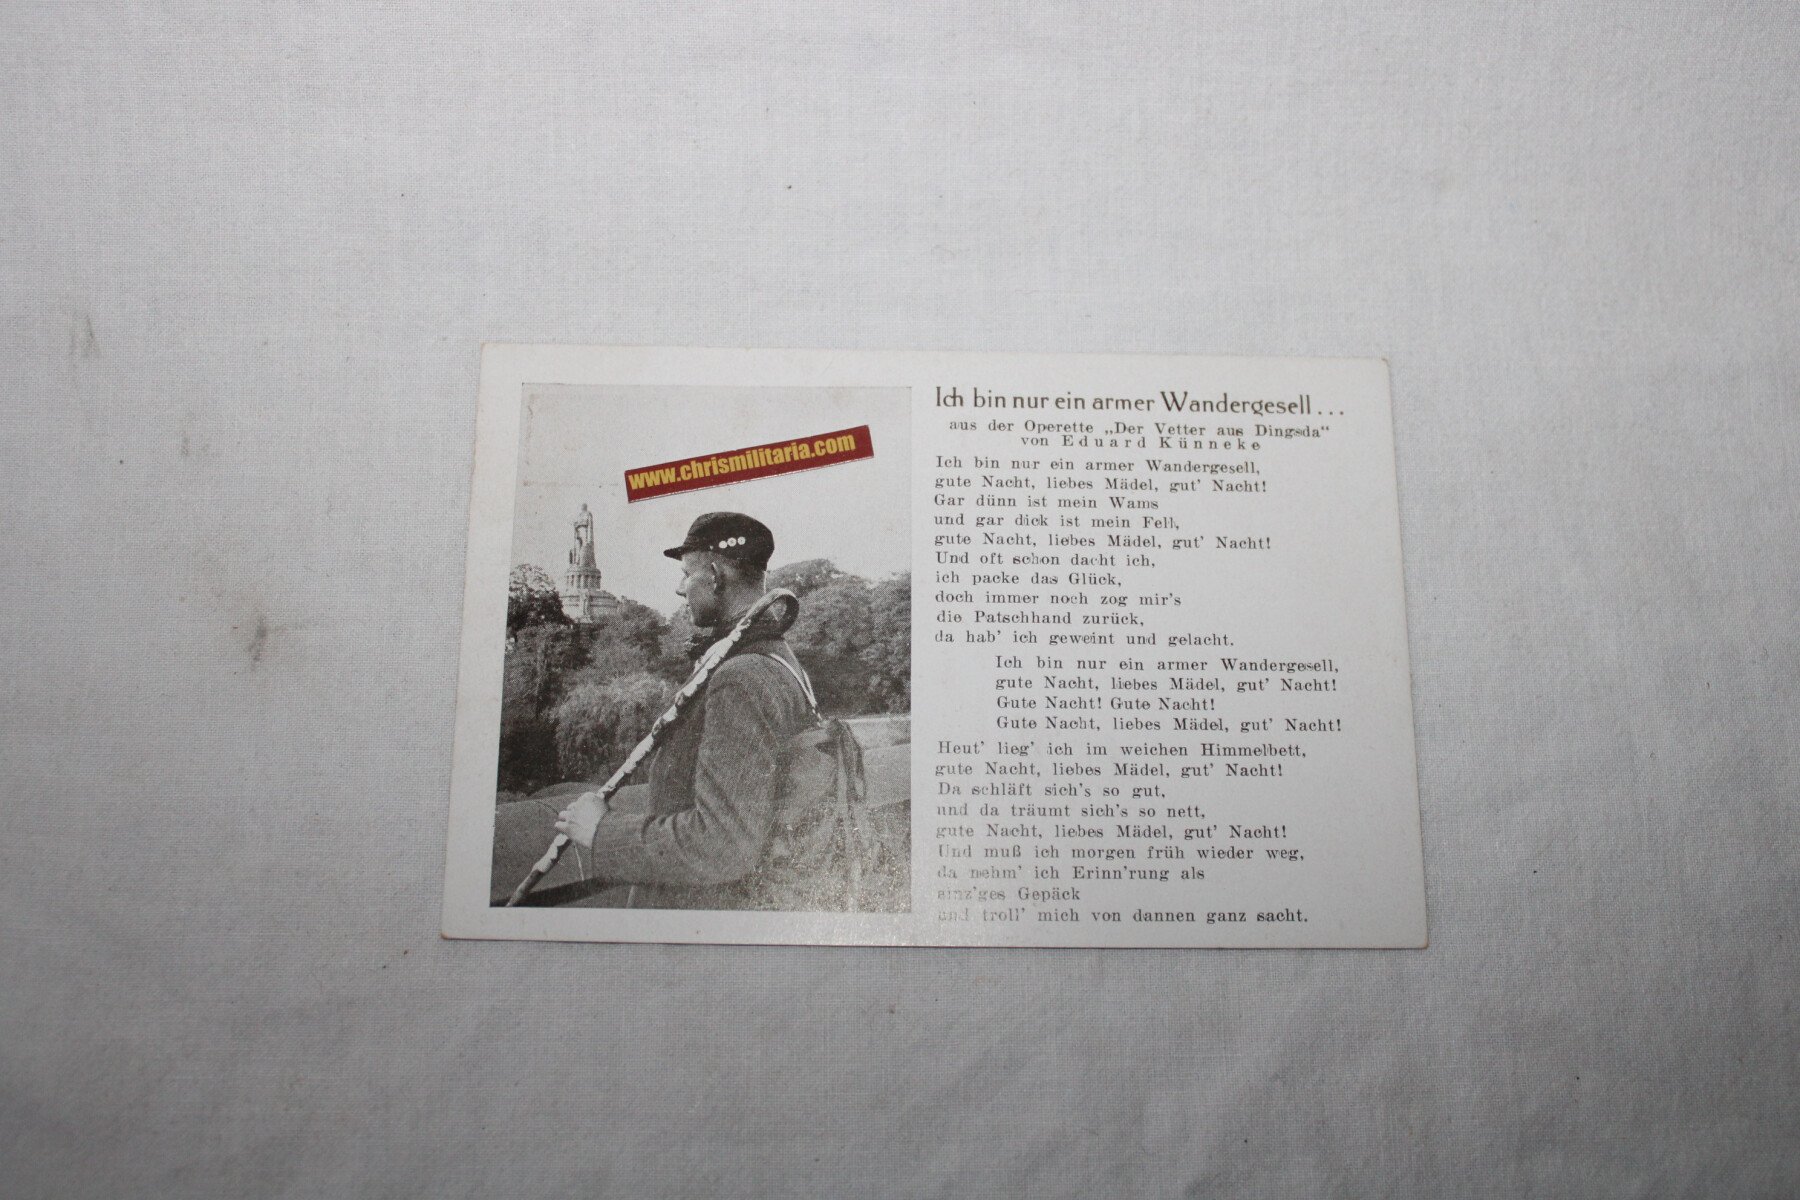 www.chrismilitaria.com
Ich bin nur ein armer Wandergesell...
aus der Operette „Der Vetter aus Dingsda“
von Eduard Künneke
Ich bin nur ein armer Wandergesell,
gute Nacht, liebes Mädel, gut' Nacht!
Gar dünn ist mein Wams
und gar dick ist mein Fell,
gute Nacht, liebes Mädel, gut' Nacht!
Und oft schon dacht ich,
ich packe das Glück,
doch immer noch zog mir's
die Patschhand zurück,
da hab' ich geweint und gelacht.
Ich bin nur ein armer Wandergesell,
gute Nacht, liebes Mädel, gut' Nacht!
Gute Nacht! Gute Nacht!
Gute Nacht, liebes Mädel, gut' Nacht!
Heut' lieg' ich im weichen Himmelbett,
gute Nacht, liebes Mädel, gut' Nacht!
Da schläft sich's so gut,
und da träumt sich's so nett,
gute Nacht, liebes Mädel, gut' Nacht!
Und muß ich morgen früh wieder weg,
da nehm' ich Erinn'rung als
einz'ges Gepäck
und troll' mich von dannen ganz sacht.